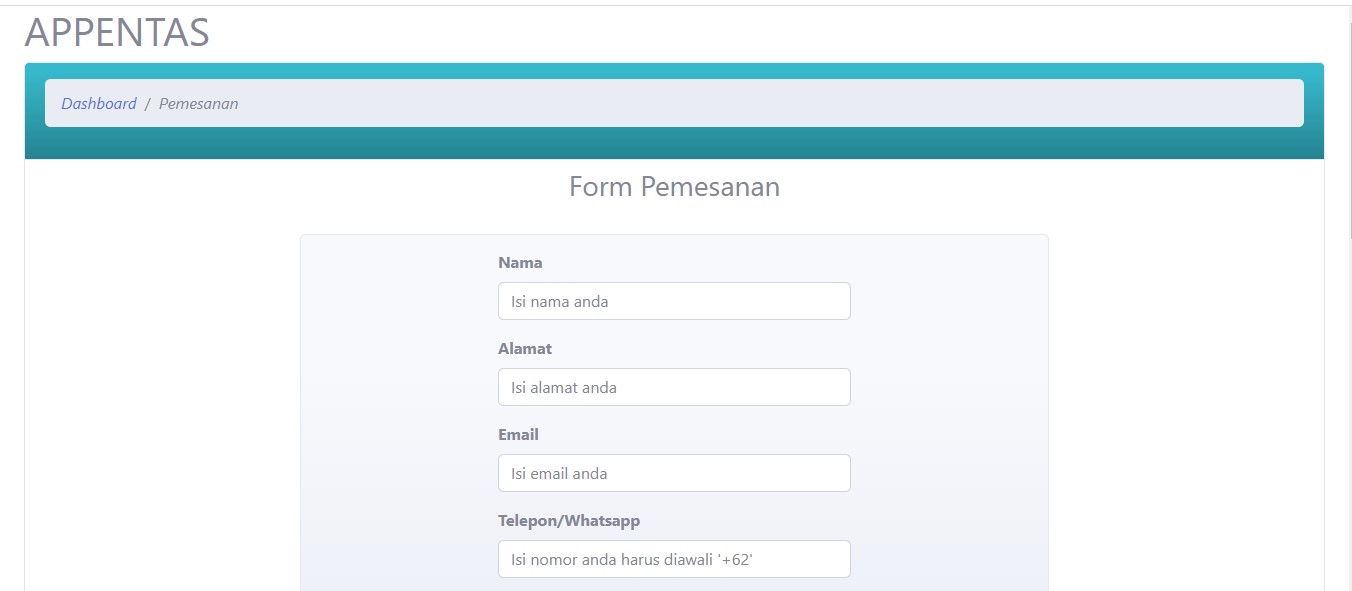 APPENTAS
Dashboard / Pemesanan
Form Pemesanan
Nama
Isi nama anda
Alamat
Isi alamat anda
Email
Isi email anda
Telepon/Whatsapp
Isi nomor anda harus diawali '+62'